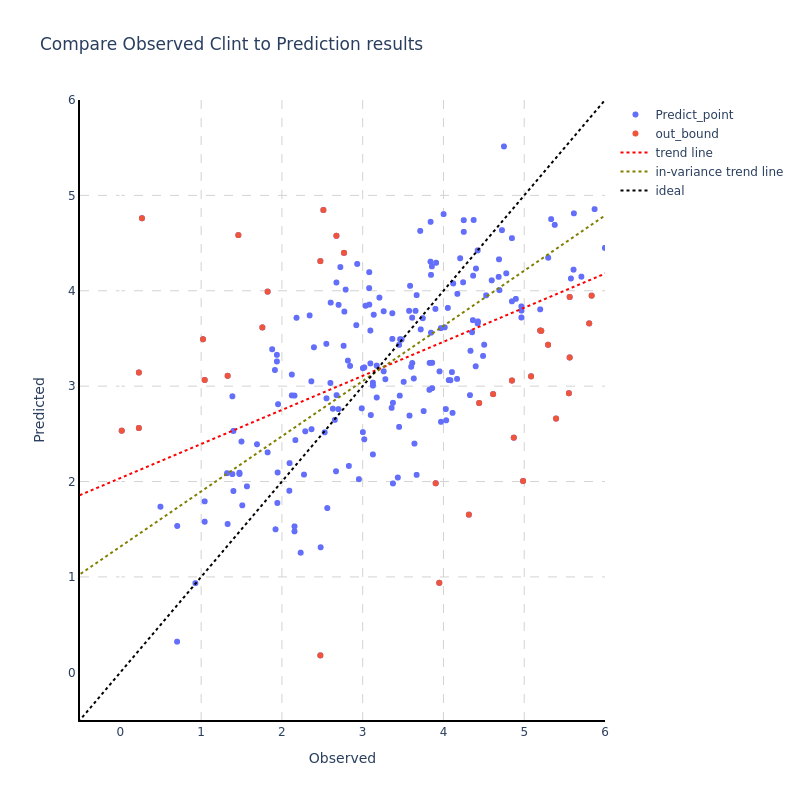 Compare Observed Clint to Prediction results
Predict_point
out_bound
trend line
in-variance trend line
ideal
6
5
4
3
2
1
0
Predicted
0 1 2 3 4 5 6
Observed